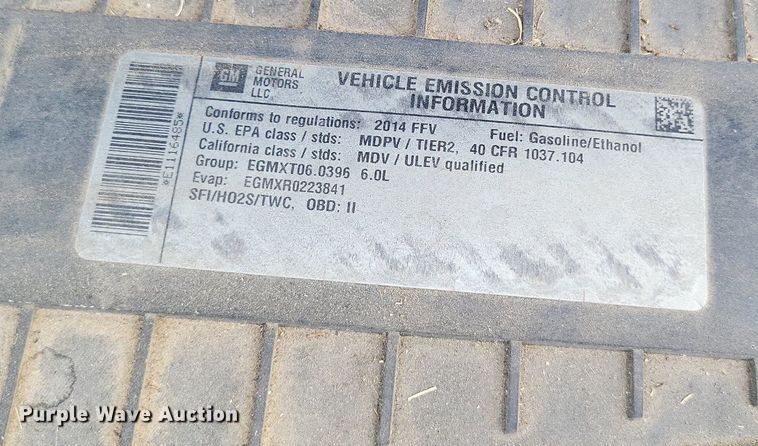 *E1116485*
GM
GENERAL
MOTORS
LLC.
VEHICLE EMISSION CONTROL
INFORMATION
Conforms to regulations: 2014 FFV Fuel: Gasoline/Ethanol
U.S. EPA class / stds: MDPV / TIER2, 40 CFR 1037.104
California class / stds: MDV / ULEV qualified
Group: EGMXT06.0396 6.0L
Evap: EGMXR0223841
SFI/HO2S/TWC, OBD: II
Purple Wave Auction